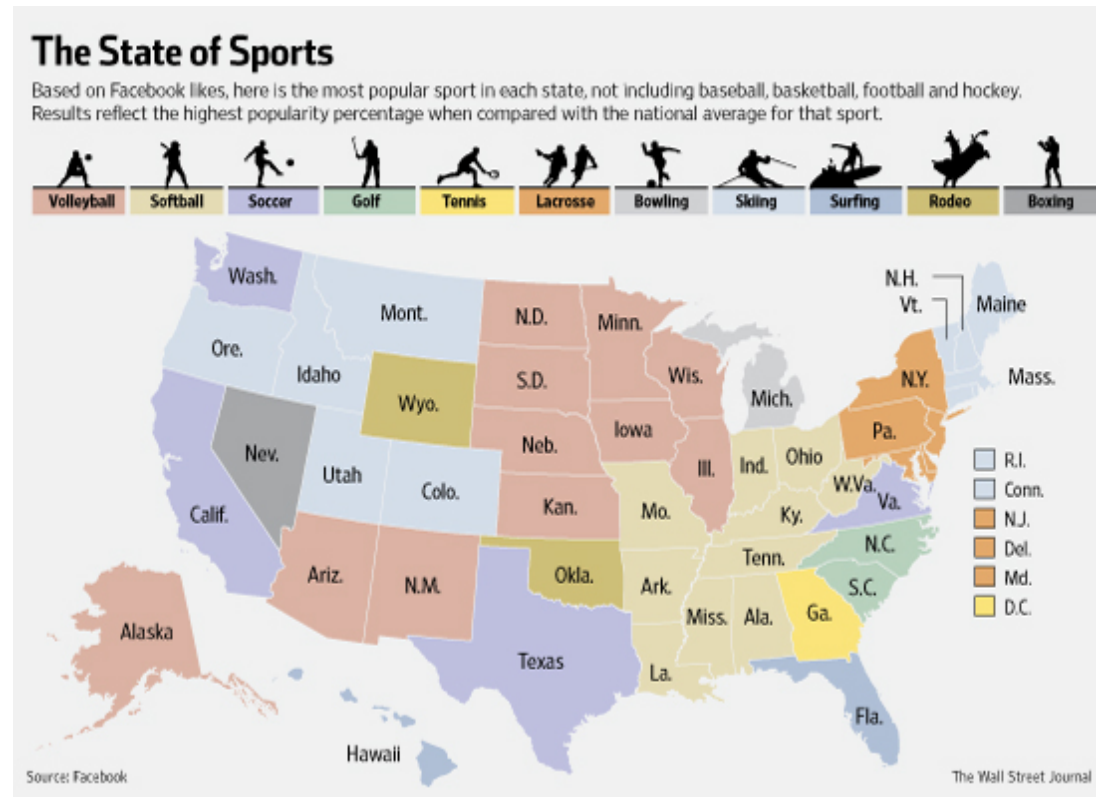 The State of Sports
Based on Facebook likes, here is the most popular sport in each state, not including baseball, basketball, football and hockey.
Results reflect the highest popularity percentage when compared with the national average for that sport.
Volleyball Softball Soccer Golf Tennis Lacrosse Bowling Skiing Surfing Rodeo Boxing
Wash.
N.H.
Vt.
Maine
Mont.
N.D.
Minn.
Ore.
Idaho
Wyo.
S.D.
Wis.
Mich.
N.Y.
Mass.
Nev.
Utah
Colo.
Neb.
Iowa
Ill.
Ind.
Ohio
Pa.
W.Va.
Va.
R.I.
Conn.
N.J.
Del.
Md.
D.C.
Calif.
Kan.
Mo.
Ky.
N.C.
Tenn.
S.C.
Ariz.
N.M.
Okla.
Ark.
Miss.
Ala.
Ga.
Alaska
Texas
La.
Fla.
Hawaii
Source: Facebook
The Wall Street Journal